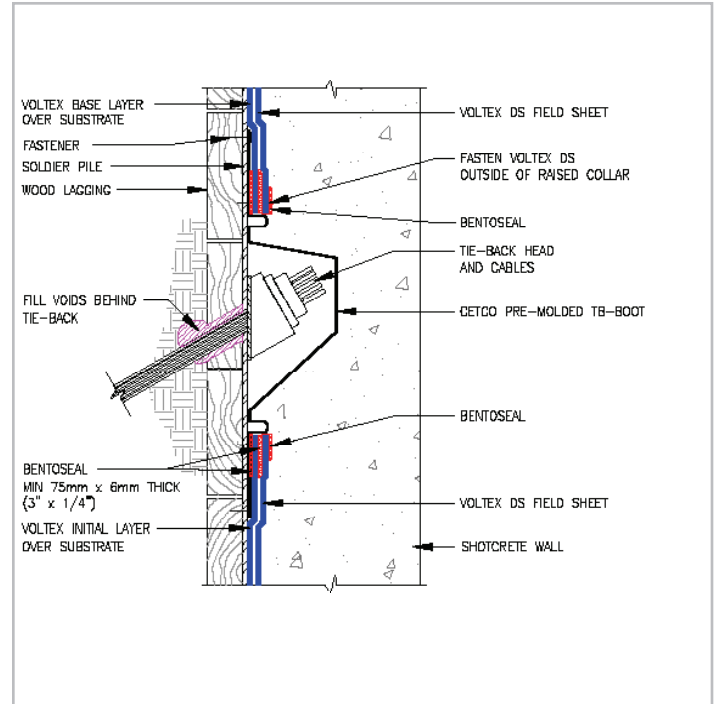 VOLTEX BASE LAYER
OVER SUBSTRATE
FASTENER
SOLDIER PILE
WOOD LAGGING
FILL VOIDS BEHIND
TIE-BACK
BENTOSEAL
MIN 75mm x 6mm THICK
(3" x 1/4")
VOLTEX INITIAL LAYER
OVER SUBSTRATE
VOLTEX DS FIELD SHEET
FASTEN VOLTEX DS
OUTSIDE OF RAISED COLLAR
BENTOSEAL
TIE-BACK HEAD
AND CABLES
CETCO PRE-MOLDED TB-BOOT
BENTOSEAL
VOLTEX DS FIELD SHEET
SHOTCRETE WALL